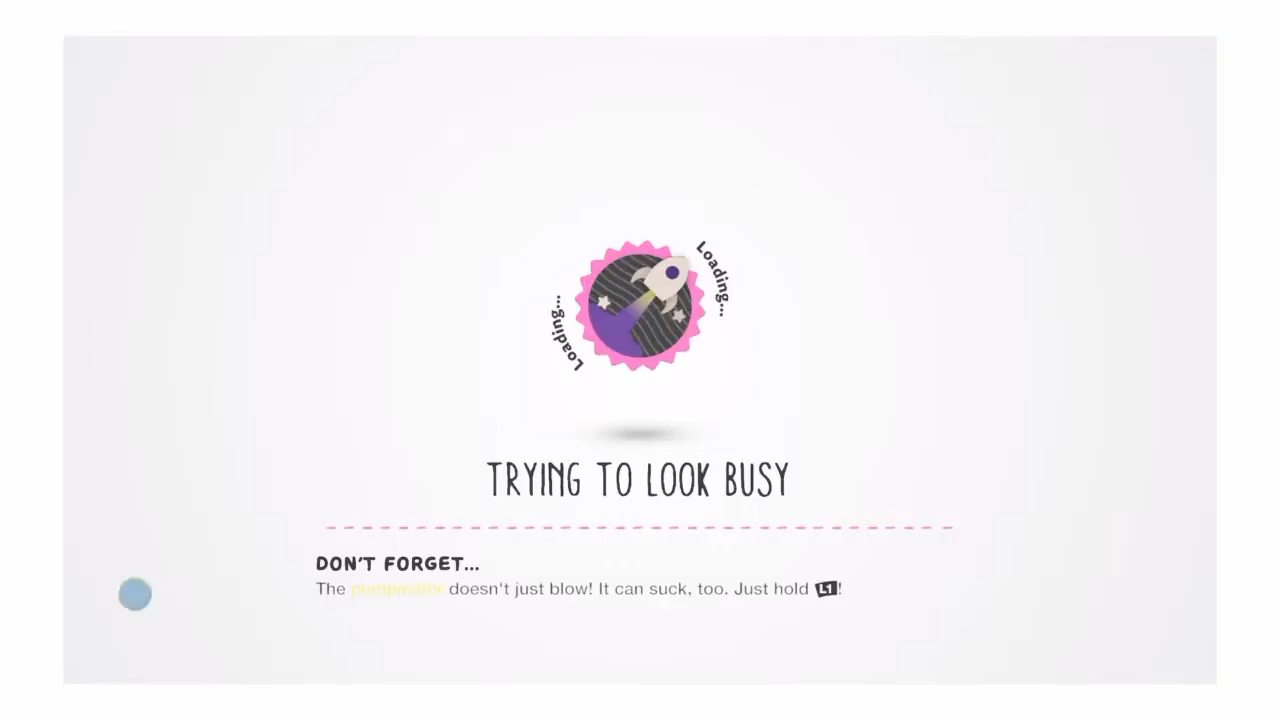 Loading...
Loading...
TRYING TO LOOK BUSY
DON'T FORGET...
The pumpinator doesn't just blow! It can suck, too. Just hold L1!